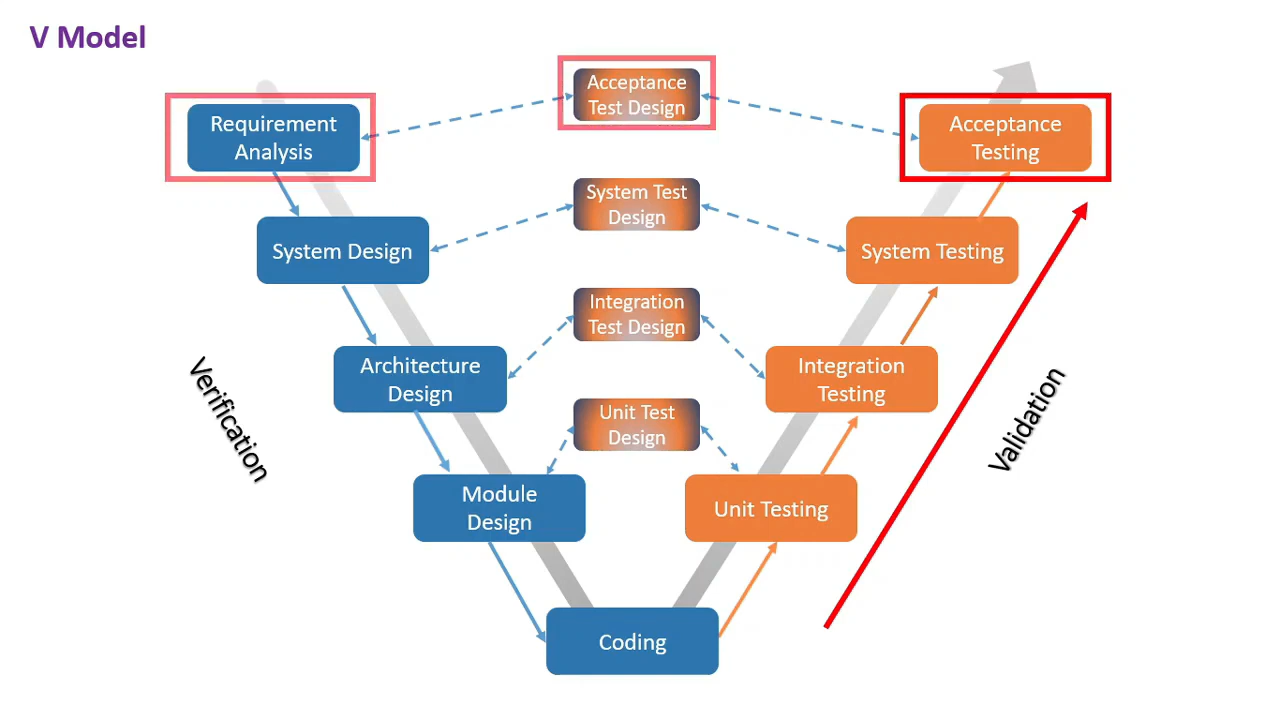 V Model
Acceptance
Test Design
Requirement
Analysis
Acceptance
Testing
System Test
Design
System Design
System Testing
Integration
Test Design
Architecture
Design
Integration
Testing
Verification
Validation
Unit Test
Design
Module
Design
Unit Testing
Coding